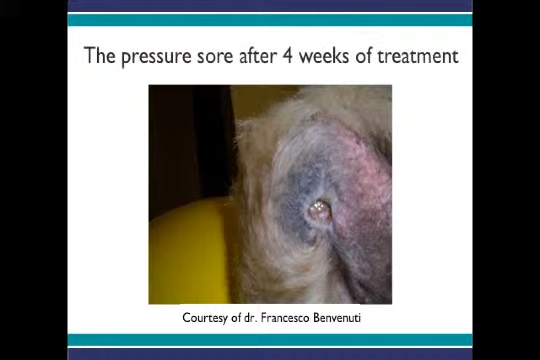 The pressure sore after 4 weeks of treatment
Courtesy of dr. Francesco Benvenuti